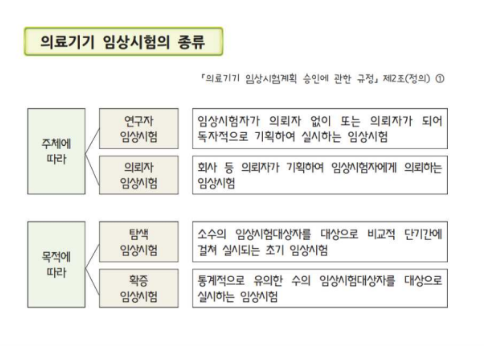 의료기기 임상시험의 종류
「의료기기 임상시험계획 승인에 관한 규정」 제2조(정의) ①
주체에
따라
연구자
임상시험
임상시험자가 의뢰자 없이 또는 의뢰자가 되어
독자적으로 기획하여 실시하는 임상시험
의뢰자
임상시험
회사 등 의뢰자가 기획하여 임상시험자에게 의뢰하는
임상시험
목적에
따라
탐색
임상시험
소수의 임상시험대상자를 대상으로 비교적 단기간에
걸쳐 실시되는 초기 임상시험
확증
임상시험
통계적으로 유의한 수의 임상시험대상자를 대상으로
실시하는 임상시험